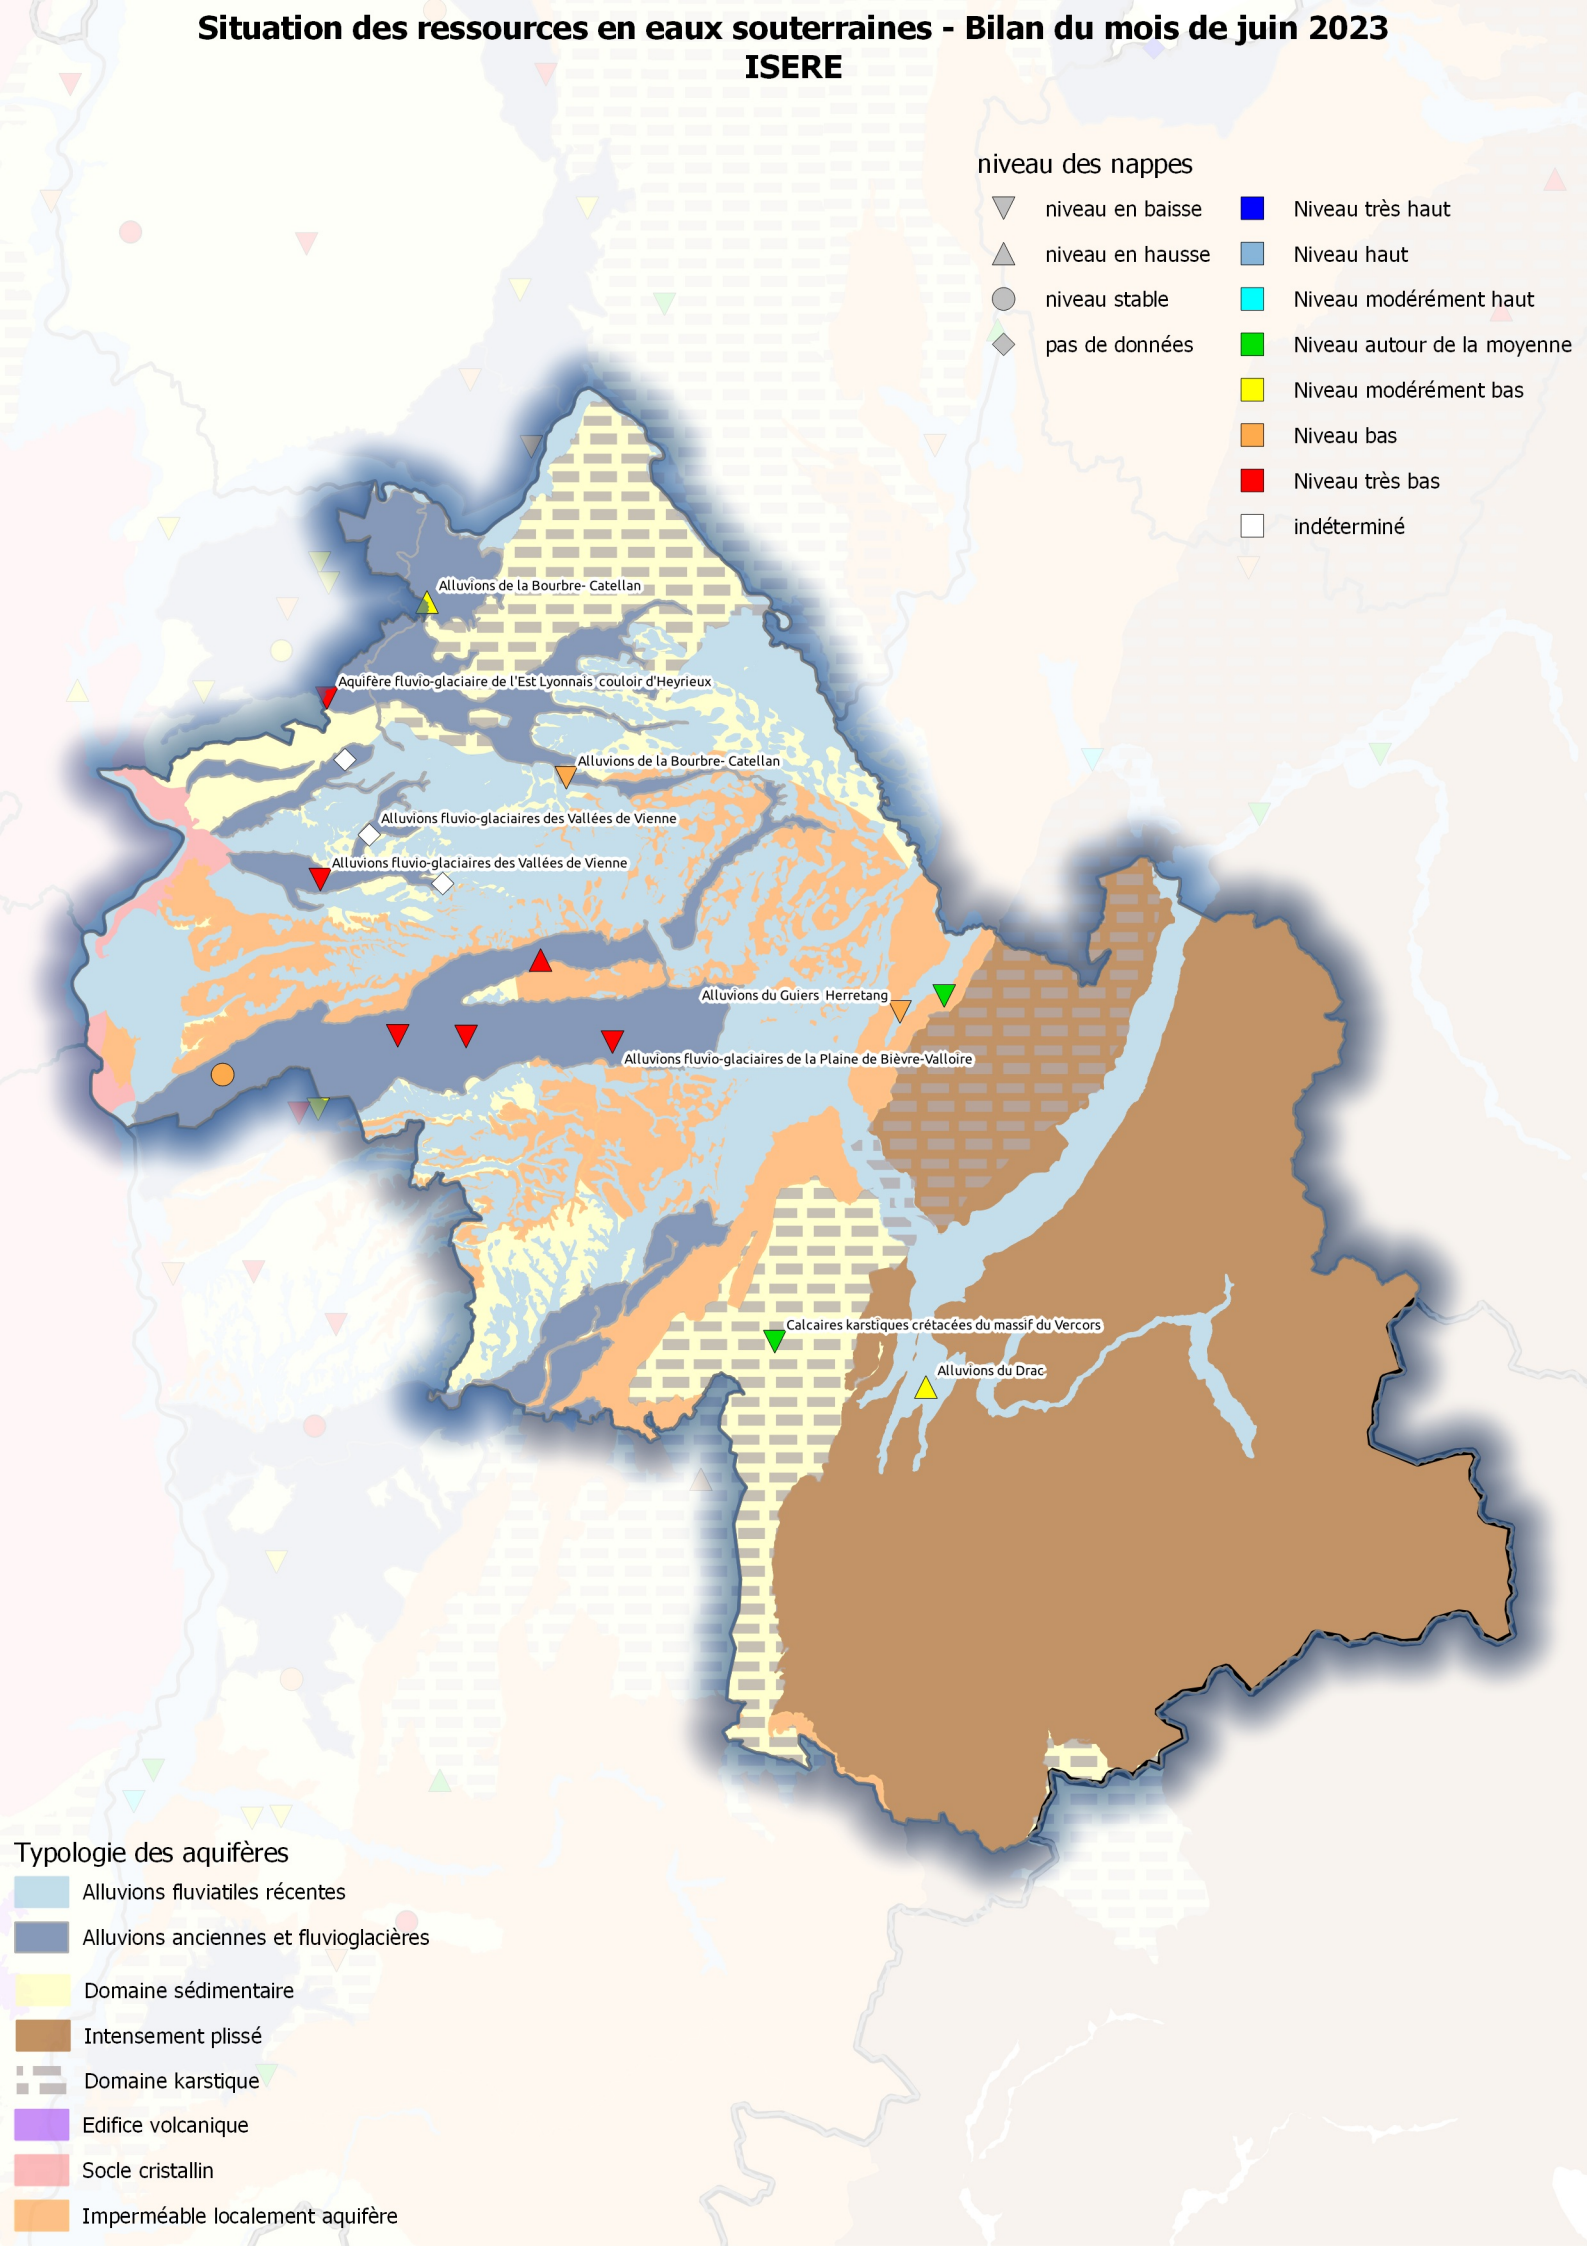 Situation des ressources en eaux souterraines - Bilan du mois de juin 2023
ISERE
niveau des nappes
niveau en baisse
niveau en hausse
niveau stable
pas de données
Niveau très haut
Niveau haut
Niveau modérément haut
Niveau autour de la moyenne
Niveau modérément bas
Niveau bas
Niveau très bas
indéterminé
Alluvions de la Bourbre- Catellan
Aquifère fluvio-glaciaire de l'Est Lyonnais couloir d'Heyrieux
Alluvions de la Bourbre- Catellan
Alluvions fluvio-glaciaires des Vallées de Vienne
Alluvions fluvio-glaciaires des Vallées de Vienne
Alluvions du Guiers Herretang
Alluvions fluvio-glaciaires de la Plaine de Bièvre-Valloire
Calcaires karstiques crétacées du massif du Vercors
Alluvions du Drac
Typologie des aquifères
Alluvions fluviatiles récentes
Alluvions anciennes et fluvioglacières
Domaine sédimentaire
Intensement plissé
Domaine karstique
Edifice volcanique
Socle cristallin
Imperméable localement aquifère